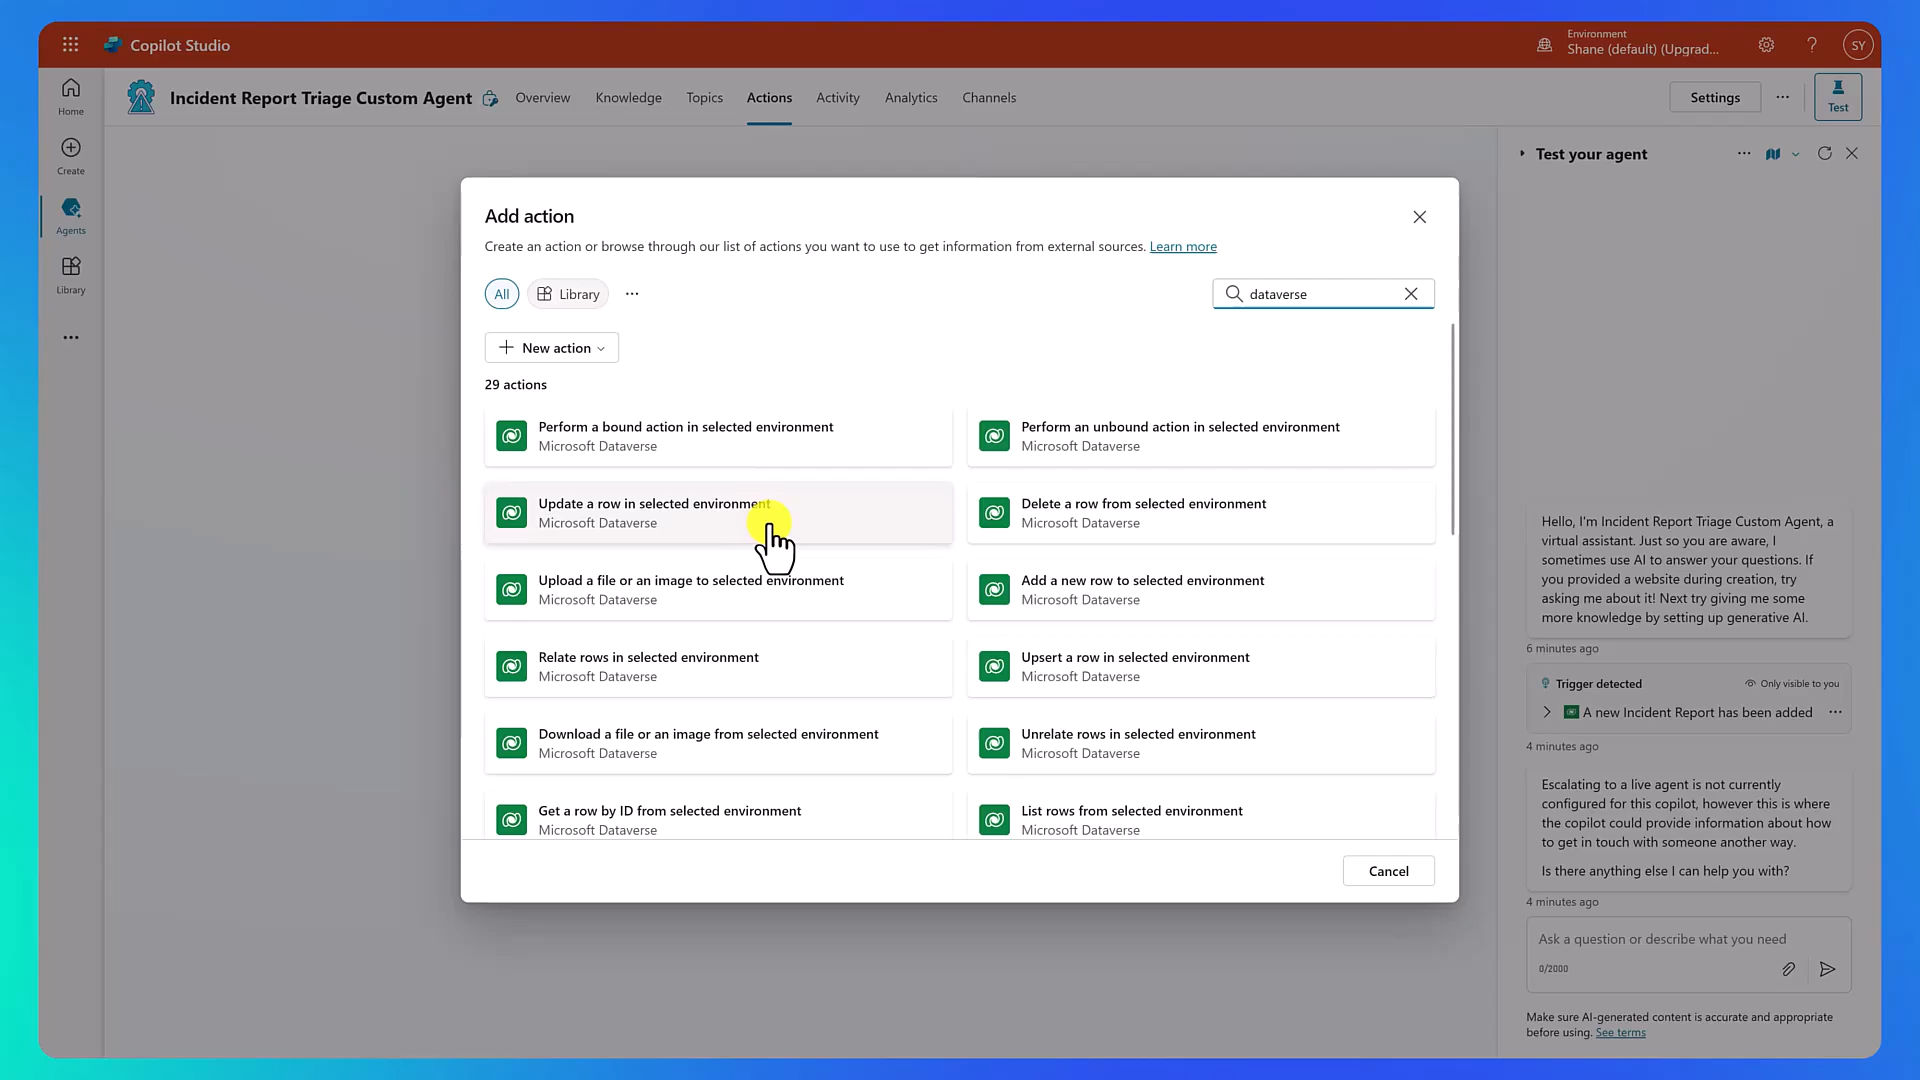 Copilot Studio
Environment
Shane (default) (Upgrad...
SY
Home
Create
Agents
Library
Incident Report Triage Custom Agent
Overview
Knowledge
Topics
Actions
Activity
Analytics
Channels
Settings
Test
Add action
Create an action or browse through our list of actions you want to use to get information from external sources. Learn more
All
Library
dataverse
New action
29 actions
Perform a bound action in selected environment
Microsoft Dataverse
Perform an unbound action in selected environment
Microsoft Dataverse
Update a row in selected environment
Microsoft Dataverse
Delete a row from selected environment
Microsoft Dataverse
Upload a file or an image to selected environment
Microsoft Dataverse
Add a new row to selected environment
Microsoft Dataverse
Relate rows in selected environment
Microsoft Dataverse
Upsert a row in selected environment
Microsoft Dataverse
Download a file or an image from selected environment
Microsoft Dataverse
Unrelate rows in selected environment
Microsoft Dataverse
Get a row by ID from selected environment
Microsoft Dataverse
List rows from selected environment
Microsoft Dataverse
Cancel
Test your agent
Hello, I'm Incident Report Triage Custom Agent, a
virtual assistant. Just so you are aware, I
sometimes use AI to answer your questions. If
you provided a website during creation, try
asking me about it! Next try giving me some
more knowledge by setting up generative AI.
6 minutes ago
Trigger detected
Only visible to you
A new Incident Report has been added
4 minutes ago
Escalating to a live agent is not currently
configured for this copilot, however this is where
the copilot could provide information about how
to get in touch with someone another way.
Is there anything else I can help you with?
4 minutes ago
Ask a question or describe what you need
0/2000
Make sure AI-generated content is accurate and appropriate
before using. See terms